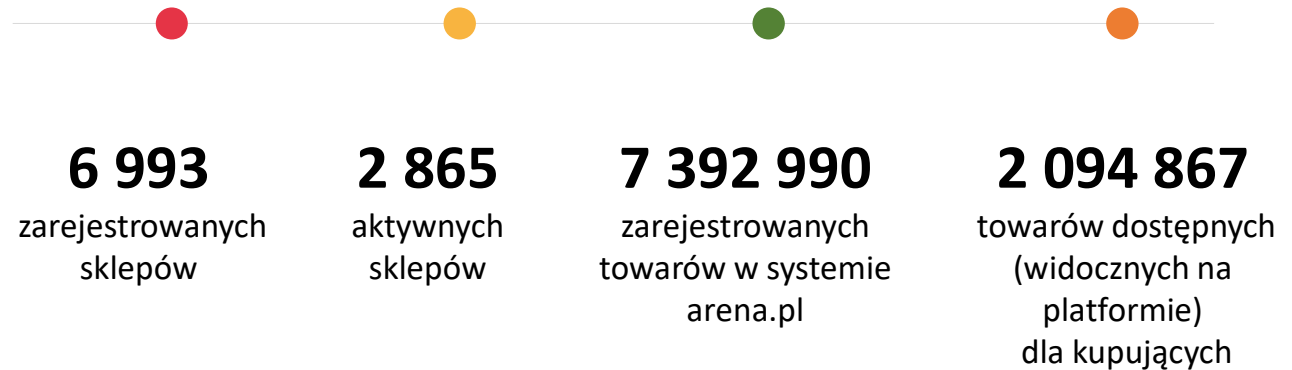 6 993
zarejestrowanych
sklepów
2 865
aktywnych
sklepów
7 392 990
zarejestrowanych
towarów w systemie
arena.pl
2 094 867
towarów dostępnych
(widocznych na
platformie)
dla kupujących